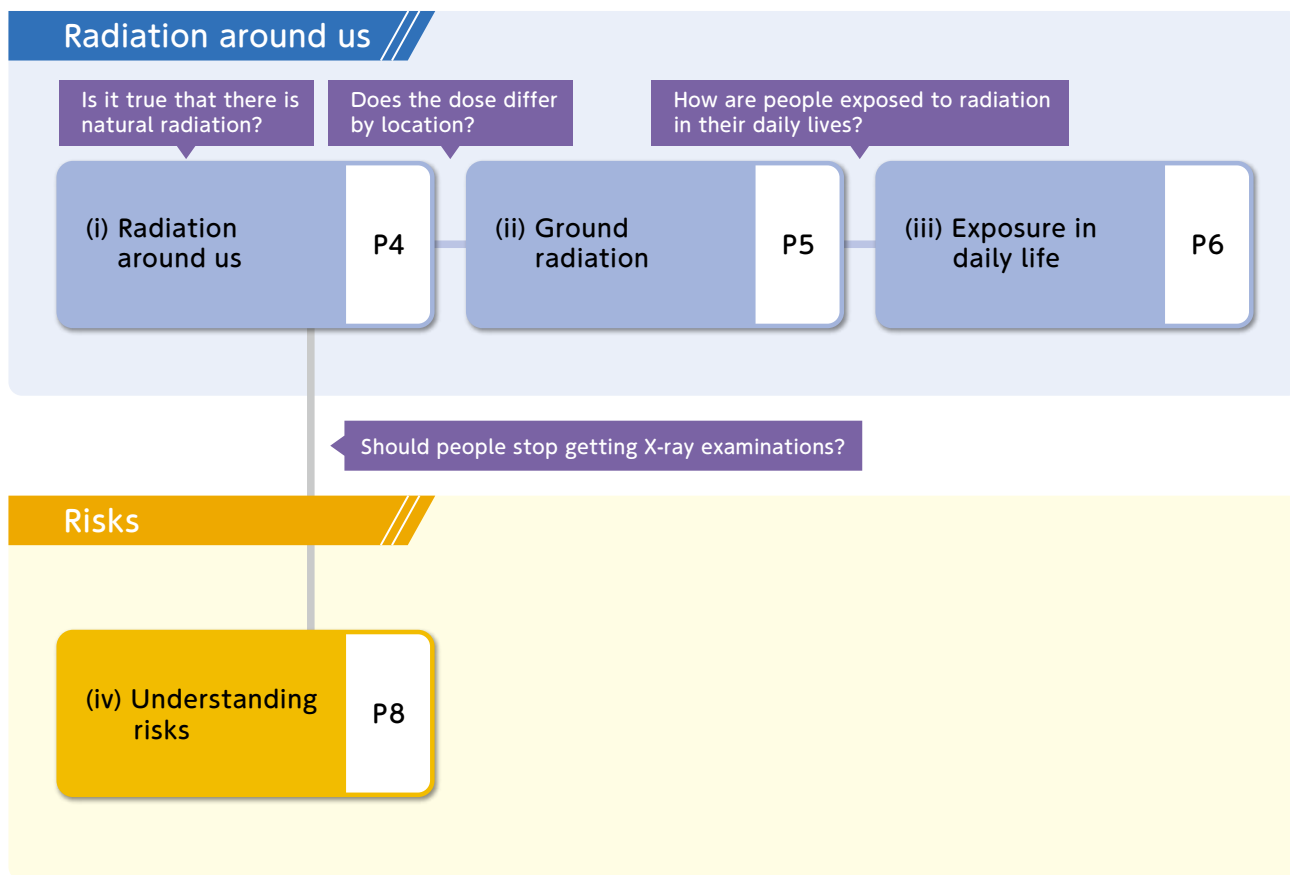 Radiation around us
Is it true that there is
natural radiation?
Does the dose differ
by location?
How are people exposed to radiation
in their daily lives?
(i) Radiation
around us
P4
(ii) Ground
radiation
P5
(iii) Exposure in
daily life
P6
Should people stop getting X-ray examinations?
Risks
(iv) Understanding
risks
P8